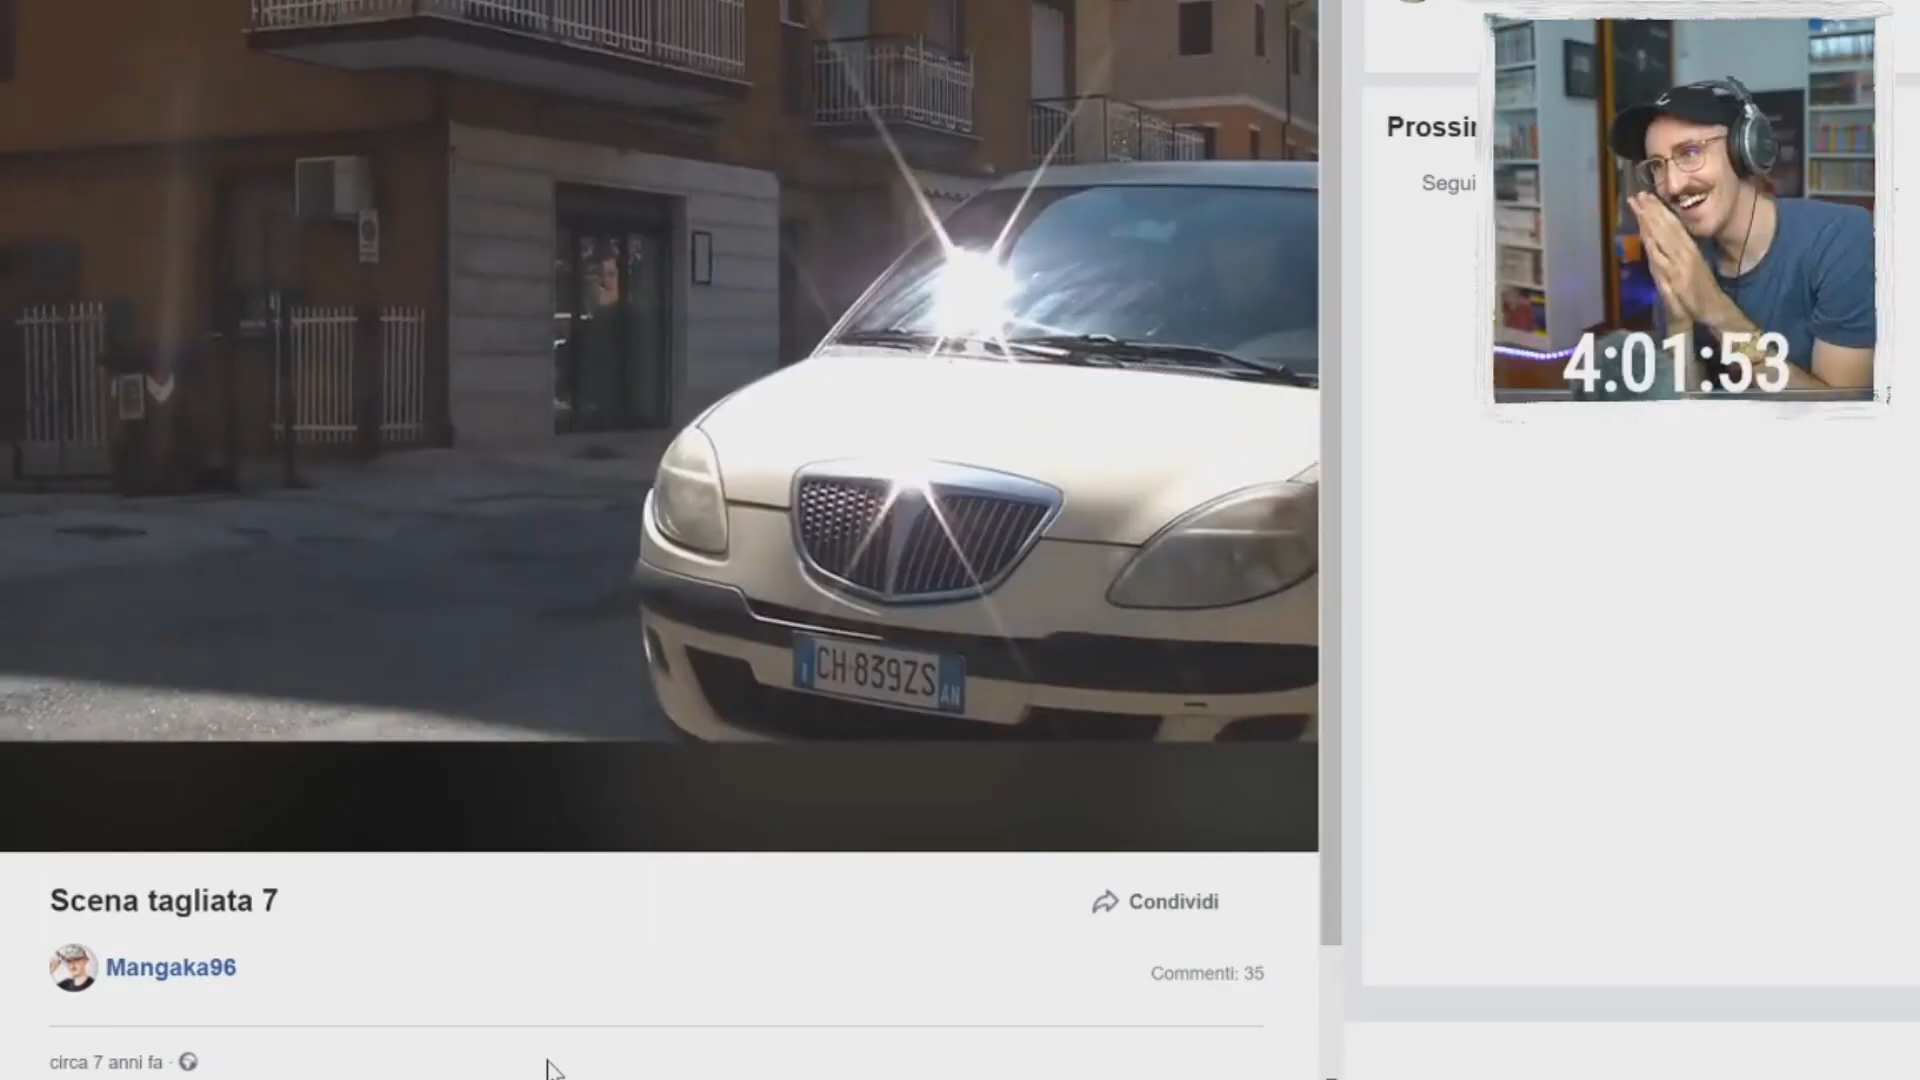 Prossi
Segui
4:01:53
CH 839ZS
AN
Scena tagliata 7
Condividi
Mangaka96
Commenti: 35
circa 7 anni fa ·